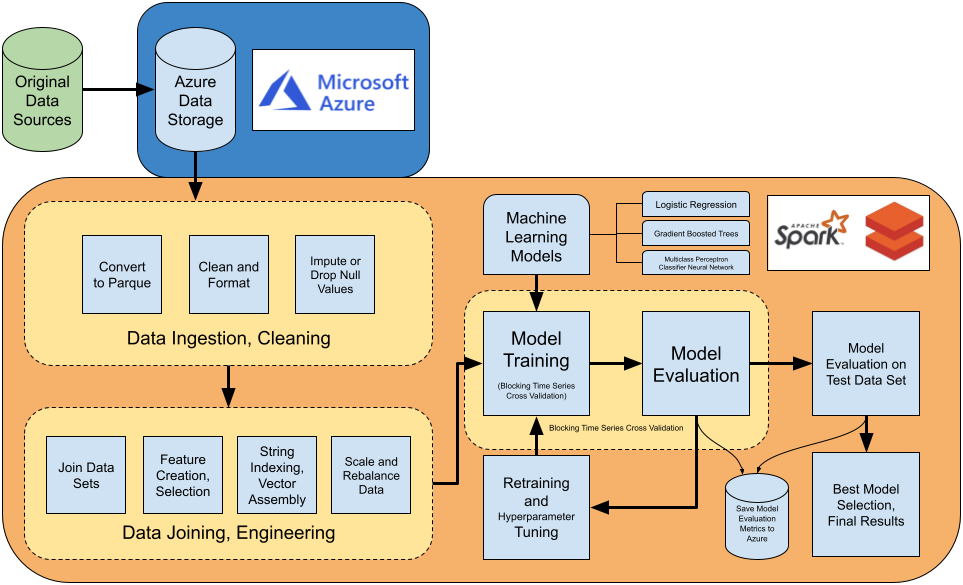 Original
Data
Sources
Azure
Data
Storage
Microsoft
Azure
Convert
to Parque
Clean and
Format
Impute or
Drop Null
Values
Data Ingestion, Cleaning
Join Data
Sets
Feature
Creation,
Selection
String
Indexing,
Vector
Assembly
Scale and
Rebalance
Data
Data Joining, Engineering
Machine
Learning
Models
Logistic Regression
Gradient Boosted Trees
Multiclass Perceptron
Classifier Neural Network
APACHE
Spark™
Model
Training
(Blocking Time Series
Cross Validation)
Model
Evaluation
Blocking Time Series Cross Validation
Model
Evaluation on
Test Data Set
Retraining
and
Hyperparameter
Tuning
Save Model
Evaluation
Metrics to
Azure
Best Model
Selection,
Final Results